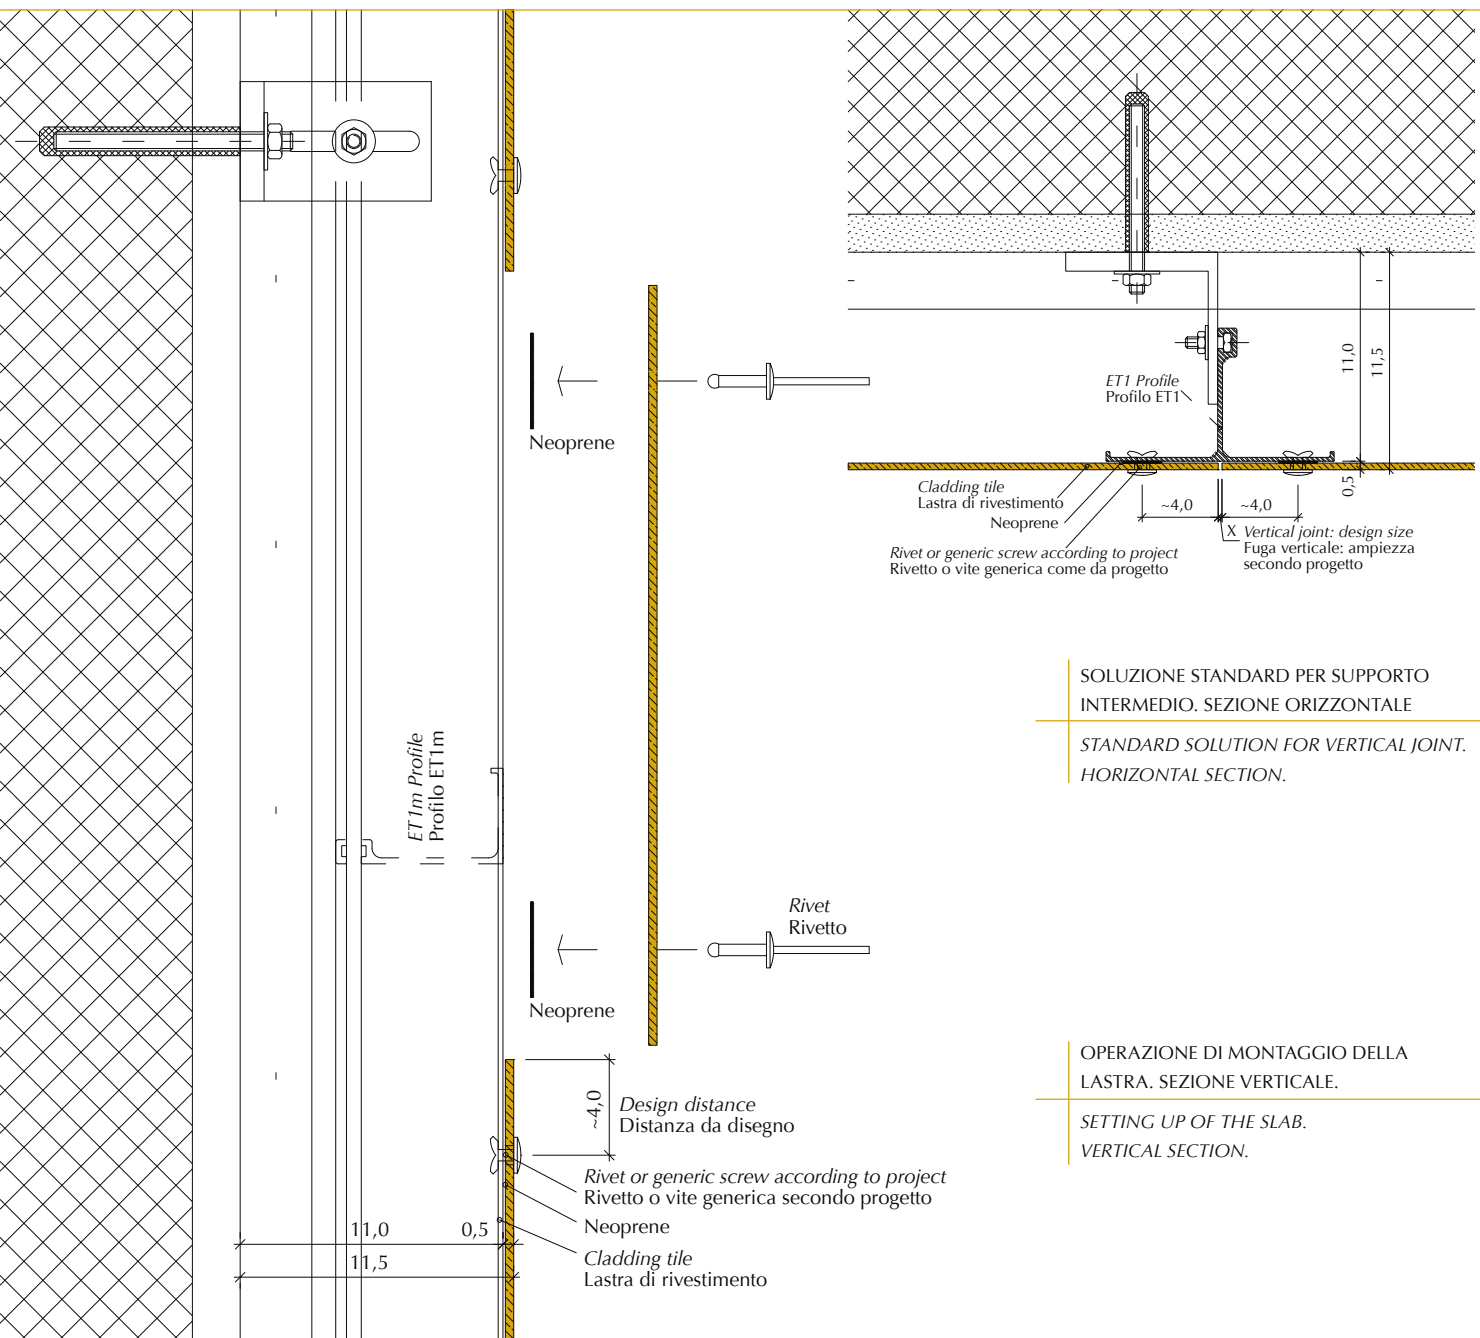 11,0
11,5
ET1 Profile
Profilo ET1
0,5
Cladding tile
Lastra di rivestimento
Neoprene
~4,0
~4,0
Rivet or generic screw according to project
Rivetto o vite generica come da progetto
X Vertical joint: design size
Fuga verticale: ampiezza
secondo progetto
Neoprene
SOLUZIONE STANDARD PER SUPPORTO
INTERMEDIO. SEZIONE ORIZZONTALE
STANDARD SOLUTION FOR VERTICAL JOINT.
HORIZONTAL SECTION.
ET1m Profile
Profilo ET1m
Rivet
Rivetto
Neoprene
OPERAZIONE DI MONTAGGIO DELLA
LASTRA. SEZIONE VERTICALE.
SETTING UP OF THE SLAB.
VERTICAL SECTION.
~4,0
Design distance
Distanza da disegno
Rivet or generic screw according to project
Rivetto o vite generica secondo progetto
Neoprene
Cladding tile
Lastra di rivestimento
11,0
0,5
11,5